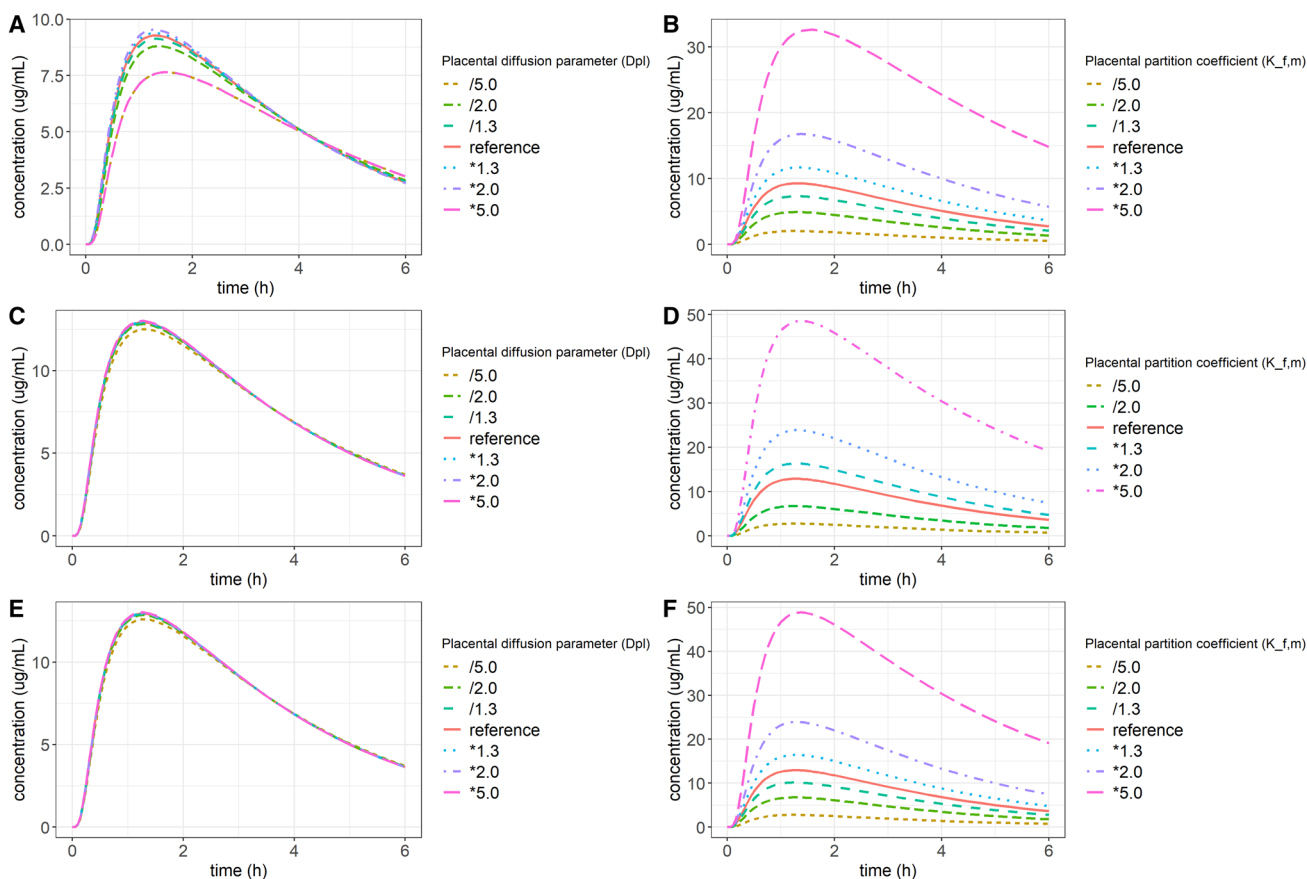 A
concentration (ug/mL)
10.0
7.5
5.0
2.5
0.0
0 2 4 6
time (h)
Placental diffusion parameter (Dpl)
/5.0
/2.0
/1.3
reference
*1.3
*2.0
*5.0
B
concentration (ug/mL)
30
20
10
0
0 2 4 6
time (h)
Placental partition coefficient (K_f,m)
/5.0
/2.0
/1.3
reference
*1.3
*2.0
*5.0
C
concentration (ug/mL)
10
5
0
0 2 4 6
time (h)
Placental diffusion parameter (Dpl)
/5.0
/2.0
/1.3
reference
*1.3
*2.0
*5.0
D
concentration (ug/mL)
50
40
30
20
10
0
0 2 4 6
time (h)
Placental partition coefficient (K_f,m)
/5.0
/2.0
reference
*1.3
*2.0
*5.0
E
concentration (ug/mL)
10
5
0
0 2 4 6
time (h)
Placental diffusion parameter (Dpl)
/5.0
/2.0
/1.3
reference
*1.3
*2.0
*5.0
F
concentration (ug/mL)
50
40
30
20
10
0
0 2 4 6
time (h)
Placental partition coefficient (K_f,m)
/5.0
/2.0
/1.3
reference
*1.3
*2.0
*5.0